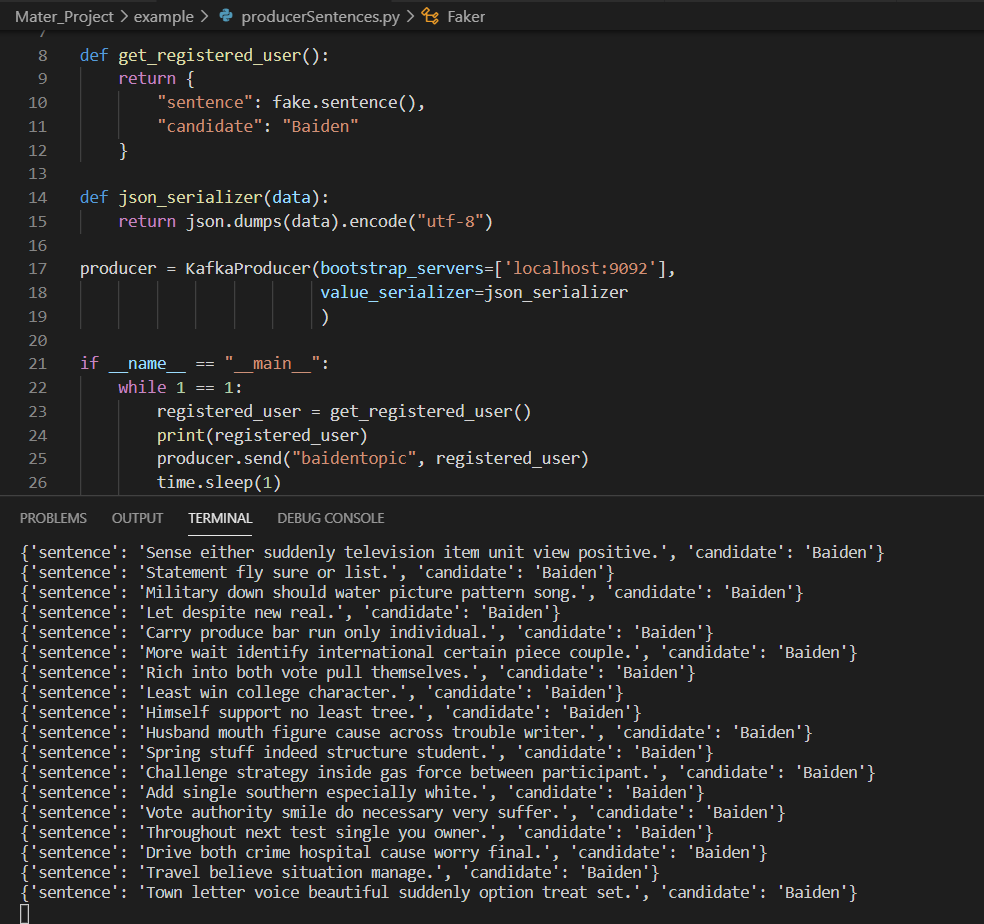 Mater_Project > example > producerSentences.py > Faker
7
8 def get_registered_user():
9 return {
10 "sentence": fake.sentence(),
11 "candidate": "Baiden"
12 }
13
14 def json_serializer(data):
15 return json.dumps(data).encode("utf-8")
16
17 producer = KafkaProducer(bootstrap_servers=['localhost:9092'],
18 value_serializer=json_serializer
19 )
20
21 if __name__ == "__main__":
22 while 1 == 1:
23 registered_user = get_registered_user()
24 print(registered_user)
25 producer.send("baidentopic", registered_user)
26 time.sleep(1)
PROBLEMS OUTPUT TERMINAL DEBUG CONSOLE
{'sentence': 'Sense either suddenly television item unit view positive.', 'candidate': 'Baiden'}
{'sentence': 'Statement fly sure or list.', 'candidate': 'Baiden'}
{'sentence': 'Military down should water picture pattern song.', 'candidate': 'Baiden'}
{'sentence': 'Let despite new real.', 'candidate': 'Baiden'}
{'sentence': 'Carry produce bar run only individual.', 'candidate': 'Baiden'}
{'sentence': 'More wait identify international certain piece couple.', 'candidate': 'Baiden'}
{'sentence': 'Rich into both vote pull themselves.', 'candidate': 'Baiden'}
{'sentence': 'Least win college character.', 'candidate': 'Baiden'}
{'sentence': 'Himself support no least tree.', 'candidate': 'Baiden'}
{'sentence': 'Husband mouth figure cause across trouble writer.', 'candidate': 'Baiden'}
{'sentence': 'Spring stuff indeed structure student.', 'candidate': 'Baiden'}
{'sentence': 'Challenge strategy inside gas force between participant.', 'candidate': 'Baiden'}
{'sentence': 'Add single southern especially white.', 'candidate': 'Baiden'}
{'sentence': 'Vote authority smile do necessary very suffer.', 'candidate': 'Baiden'}
{'sentence': 'Throughout next test single you owner.', 'candidate': 'Baiden'}
{'sentence': 'Drive both crime hospital cause worry final.', 'candidate': 'Baiden'}
{'sentence': 'Travel believe situation manage.', 'candidate': 'Baiden'}
{'sentence': 'Town letter voice beautiful suddenly option treat set.', 'candidate': 'Baiden'}